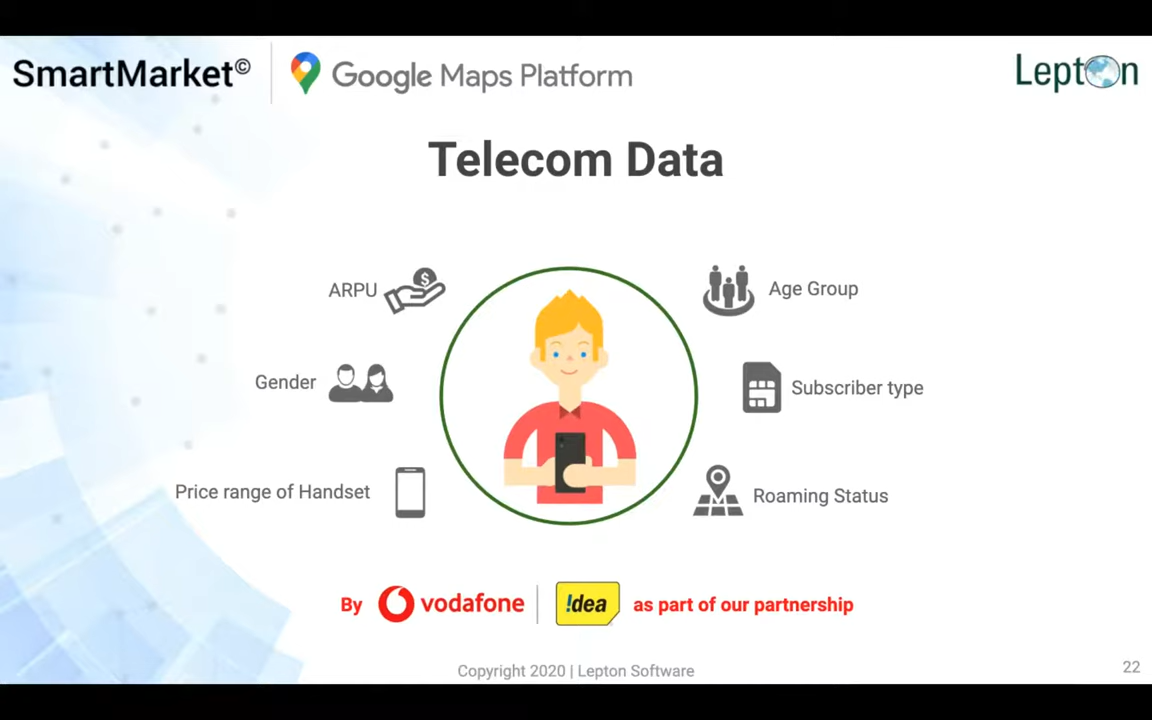 SmartMarket©
Google Maps Platform
Lepton
Telecom Data
ARPU
Age Group
Gender
Subscriber type
Price range of Handset
Roaming Status
By vodafone !dea as part of our partnership
Copyright 2020 | Lepton Software
22